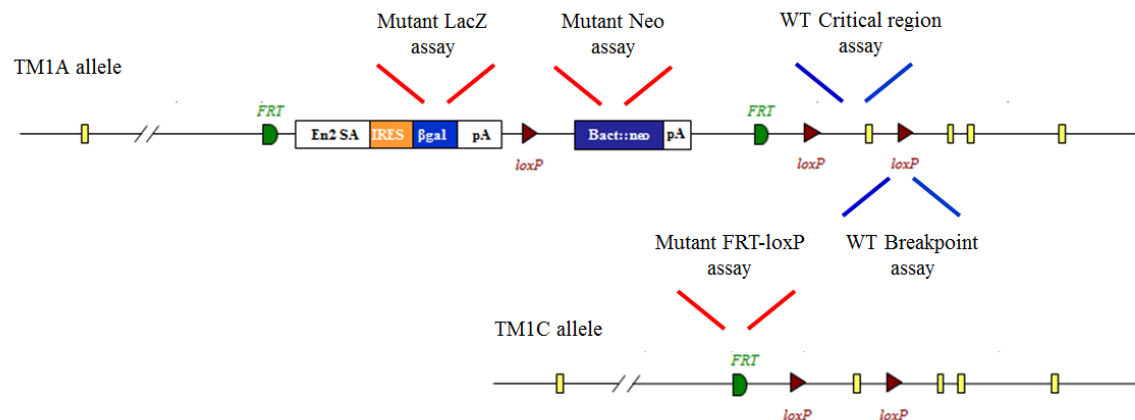 Mutant LacZ
assay
Mutant Neo
assay
WT Critical region
assay
TM1A allele
FRT
FRT
En2 SA
IRES
βgal
pA
Bact::neo
pA
loxP
loxP
loxP
Mutant FRT-loxP
assay
WT Breakpoint
assay
TM1C allele
FRT
loxP
loxP